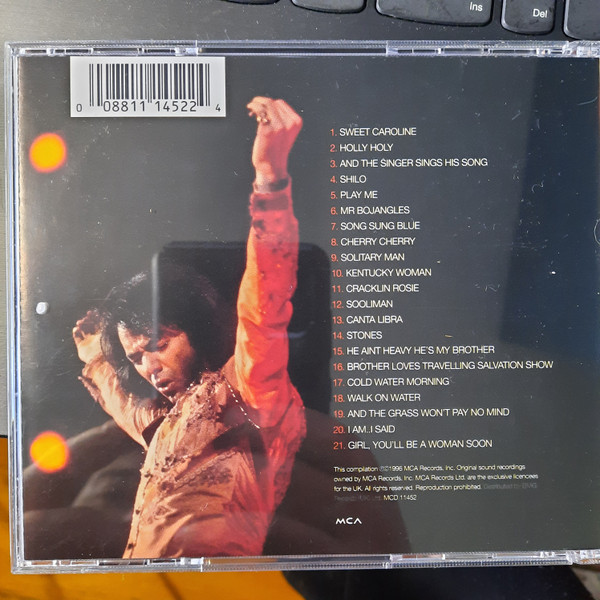 Ins
Del
0 08811 14522 4
1. SWEET CAROLINE
2. HOLLY HOLY
3. AND THE SINGER SINGS HIS SONG
4. SHILO
5. PLAY ME
6. MR BOJANGLES
7. SONG SUNG BLUE
8. CHERRY CHERRY
9. SOLITARY MAN
10. KENTUCKY WOMAN
11. CRACKLIN ROSIE
12. SOOLIMAN
13. CANTA LIBRA
14. STONES
15. HE AINT HEAVY HE'S MY BROTHER
16. BROTHER LOVES TRAVELLING SALVATION SHOW
17. COLD WATER MORNING
18. WALK ON WATER
19. AND THE GRASS WON'T PAY NO MIND
20. I AM..I SAID
21. GIRL, YOU'LL BE A WOMAN SOON
This compilation ℗©1996 MCA Records, Inc. Original sound recordings
owned by MCA Records, Inc. MCA Records Ltd. are the exclusive licencees
for the UK. All rights reserved. Reproduction prohibited.
MCD 11452
MCA